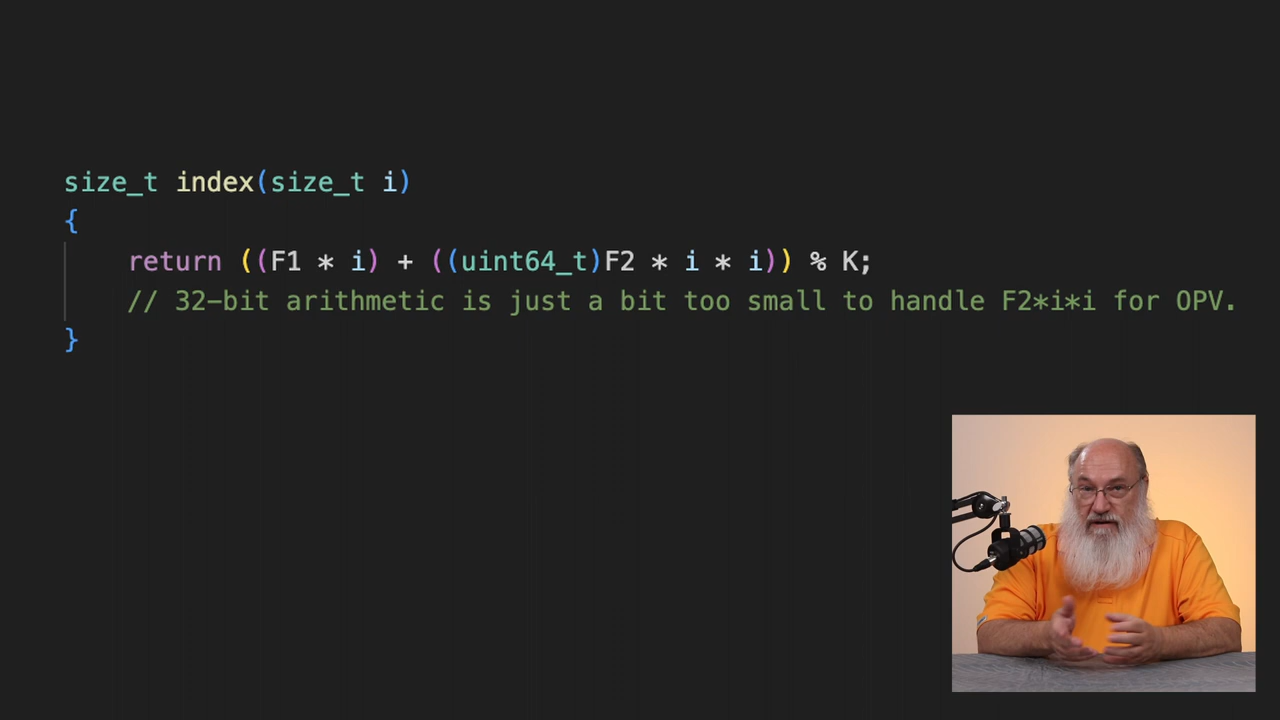 size_t index(size_t i)
{
return ((F1 * i) + ((uint64_t)F2 * i * i)) % K;
// 32-bit arithmetic is just a bit too small to handle F2*i*i for OPV.
}